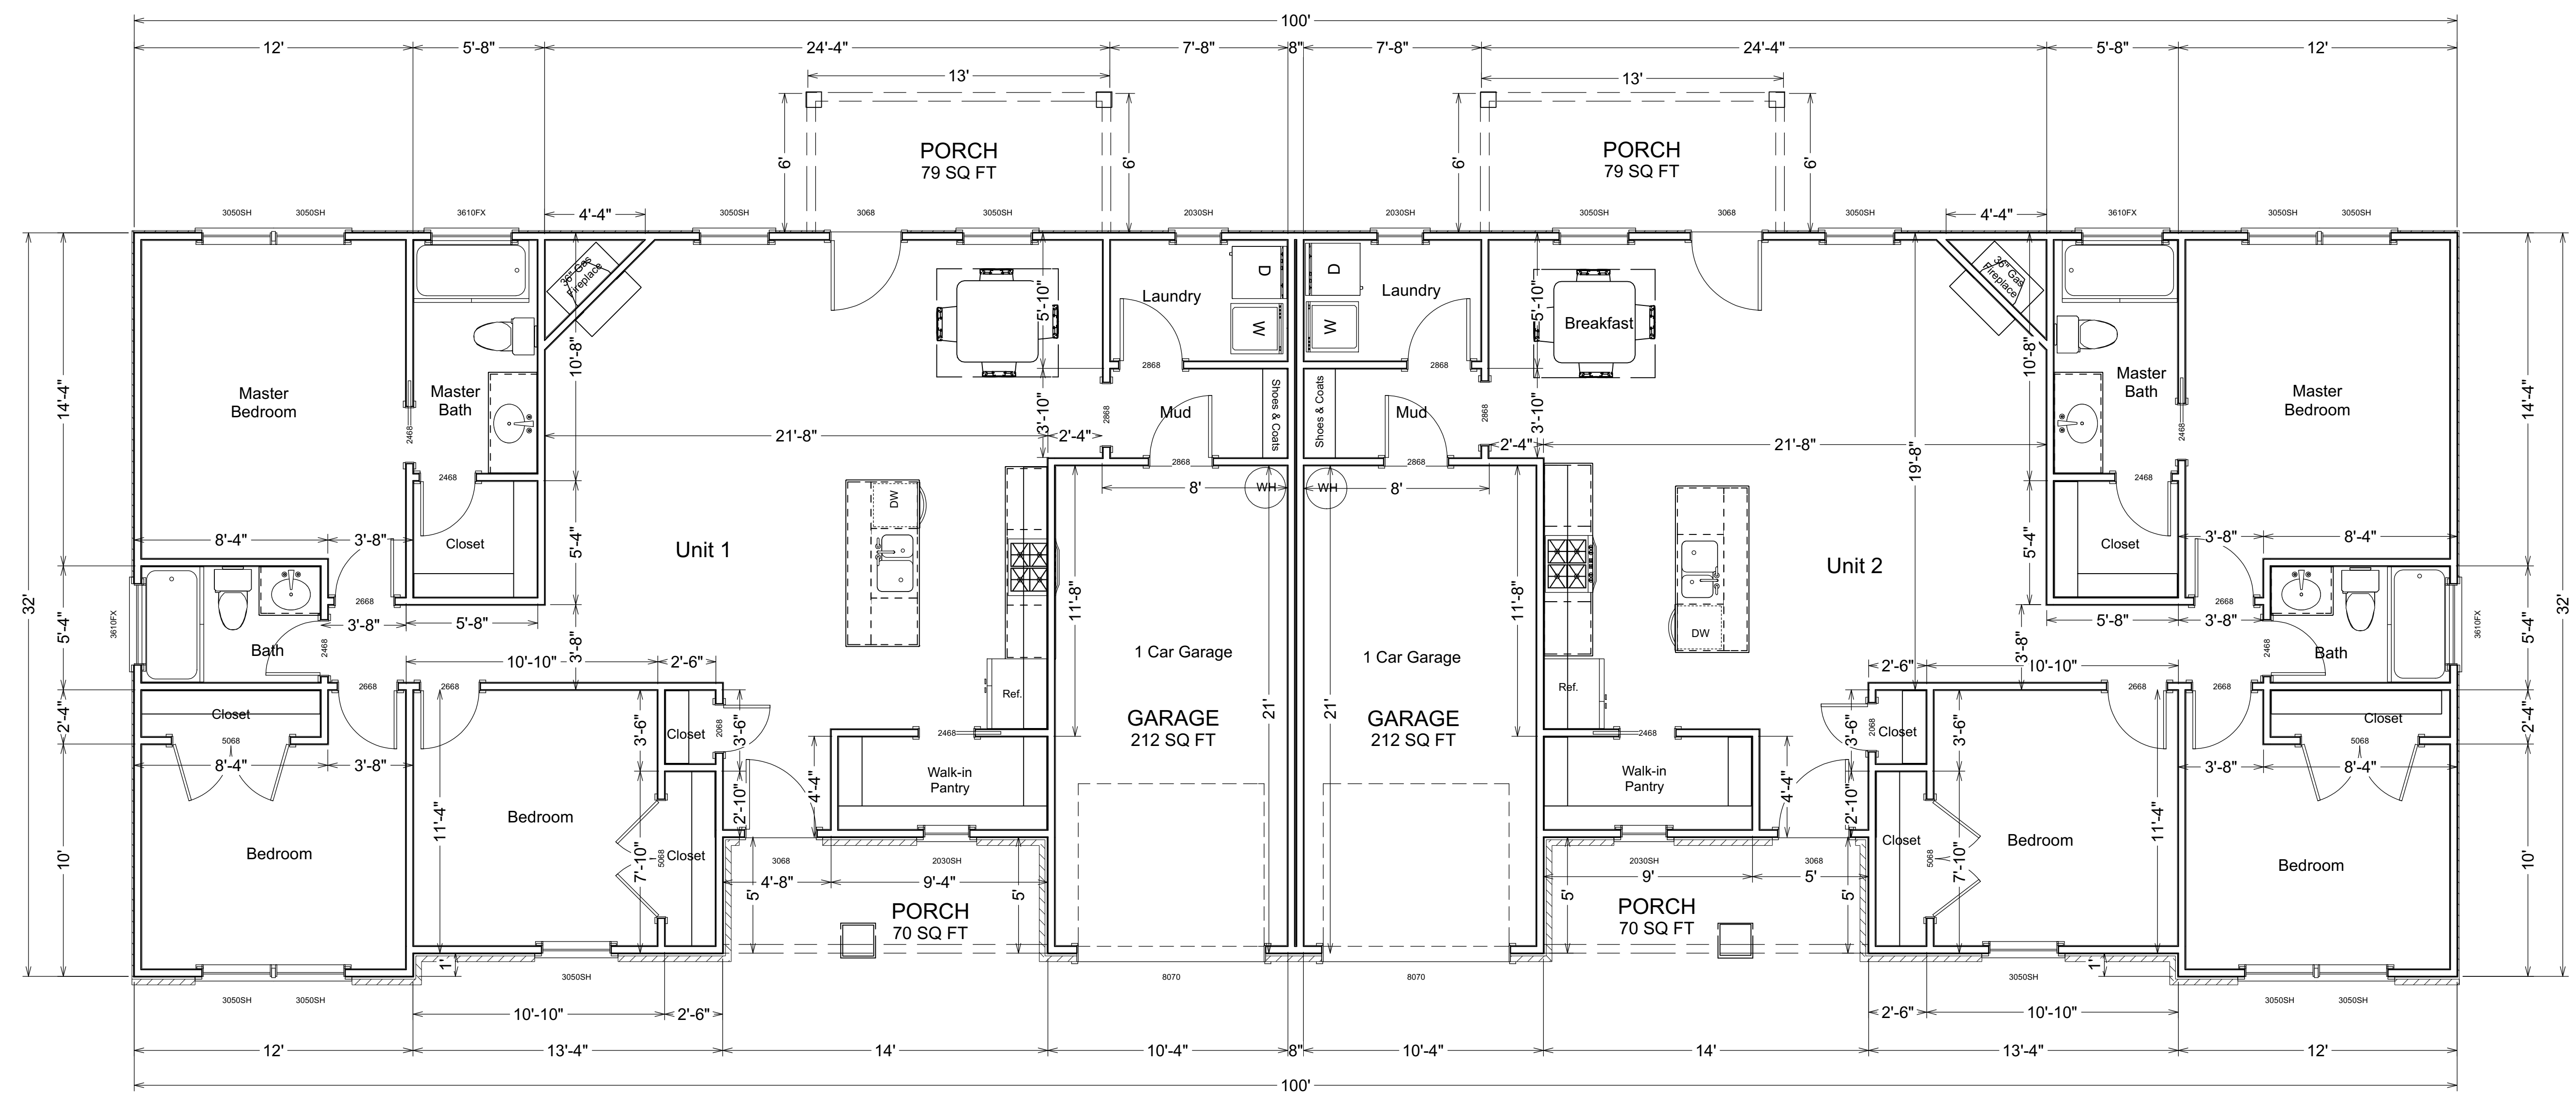 100'
12'
5'-8"
24'-4"
7'-8"
8"
7'-8"
24'-4"
5'-8"
12'
13'
13'
6'
6'
6'
6'
PORCH
79 SQ FT
PORCH
79 SQ FT
3050SH
3050SH
3610FX
4'-4"
3050SH
3068
3050SH
2030SH
2030SH
3050SH
3068
3050SH
4'-4"
3610FX
3050SH
3050SH
36" Gas
Fireplace
D
W
Laundry
D
W
Laundry
Breakfast
36" Gas
Fireplace
5'-10"
5'-10"
10'-8"
10'-8"
2868
2868
Master
Bedroom
Master
Bath
Master
Bath
Master
Bedroom
14'-4"
14'-4"
2468
2468
3'-10"
2868
Mud
Shoes & Coats
Shoes & Coats
Mud
2868
3'-10"
21'-8"
2'-4"
2'-4"
21'-8"
19'-8"
2868
2868
2468
2468
8'
WH
WH
8'
DW
Closet
5'-4"
Unit 1
Unit 2
5'-4"
Closet
8'-4"
3'-8"
3'-8"
8'-4"
11'-8"
11'-8"
32'
32'
3610FX
5'-4"
2668
3'-8"
5'-8"
5'-8"
3'-8"
2668
5'-4"
3610FX
DW
Bath
2468
3'-8"
3'-8"
2468
Bath
1 Car Garage
1 Car Garage
10'-10"
2'-6"
2'-6"
10'-10"
2668
2668
2668
2668
Ref.
Ref.
2'-4"
Closet
3'-6"
Closet
2068
3'-6"
GARAGE
212 SQ FT
21'
21'
GARAGE
212 SQ FT
3'-6"
2068
Closet
3'-6"
Closet
2'-4"
5068
2468
2468
5068
8'-4"
3'-8"
3'-8"
8'-4"
Walk-in
Pantry
Walk-in
Pantry
4'-4"
4'-4"
2'-10"
2'-10"
11'-4"
Bedroom
Bedroom
11'-4"
10'
Bedroom
7'-10"
5068
Closet
Closet
5068
7'-10"
Bedroom
10'
3068
2030SH
2030SH
3068
4'-8"
9'-4"
9'
5'
5'
5'
5'
5'
PORCH
70 SQ FT
PORCH
70 SQ FT
1'
1'
3050SH
8070
8070
3050SH
3050SH
3050SH
3050SH
3050SH
10'-10"
2'-6"
2'-6"
10'-10"
12'
13'-4"
14'
10'-4"
8"
10'-4"
14'
13'-4"
12'
100'
3'-8"
3'-8"